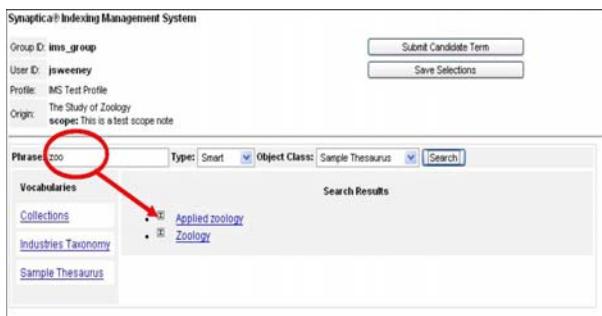 Synaptica® Indexing Management System
Group ID: ims_group
Submit Candidate Term
User ID: jsweeney
Save Selections
Profile: IMS Test Profile
Origin: The Study of Zoology
scope: This is a test scope note
Phrase: zoo Type: Smart Object Class: Sample Thesaurus Search
Vocabularies
Search Results
Collections
Applied zoology
Zoology
Industries Taxonomy
Sample Thesaurus